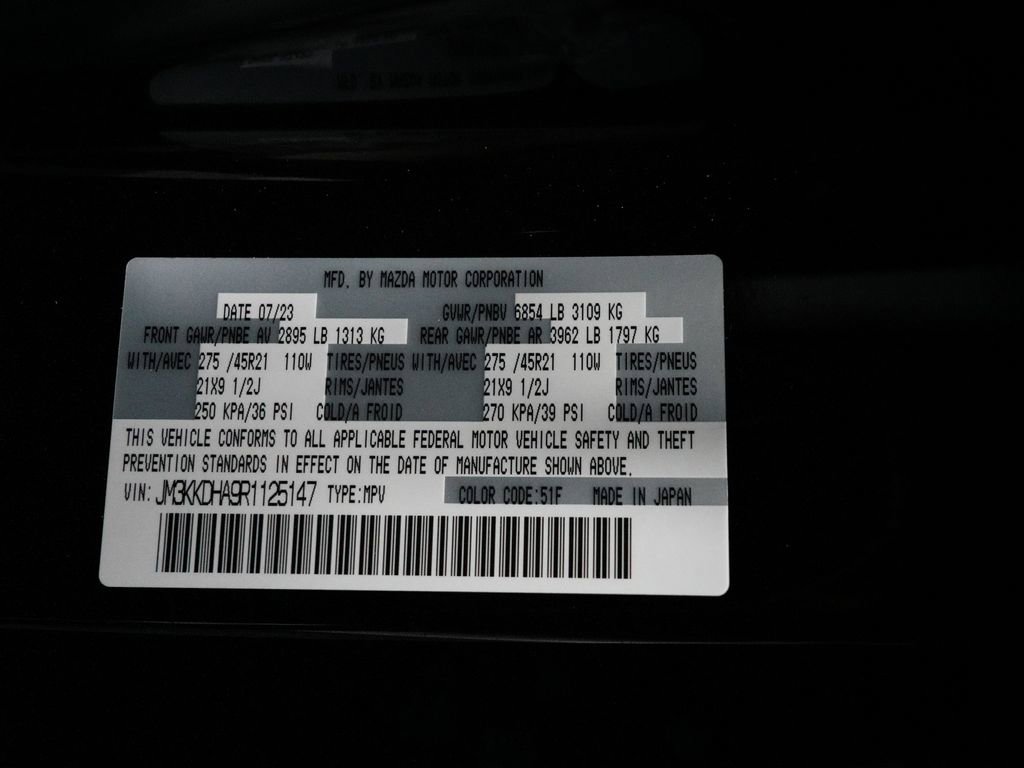 MFD. BY MAZDA MOTOR CORPORATION
DATE 07/23 GVWR/PNBV 6854 LB 3109 KG
FRONT GAWR/PNBE AV 2895 LB 1313 KG REAR GAWR/PNBE AR 3962 LB 1797 KG
WITH/AVEC 275 /45R21 110W TIRES/PNEUS WITH/AVEC 275 /45R21 110W TIRES/PNEUS
21X9 1/2J RIMS/JANTES 21X9 1/2J RIMS/JANTES
250 KPA/36 PSI COLD/A FROID 270 KPA/39 PSI COLD/A FROID
THIS VEHICLE CONFORMS TO ALL APPLICABLE FEDERAL MOTOR VEHICLE SAFETY AND THEFT
PREVENTION STANDARDS IN EFFECT ON THE DATE OF MANUFACTURE SHOWN ABOVE.
VIN: JM3KKDHA9R1125147 TYPE:MPV COLOR CODE:51F MADE IN JAPAN